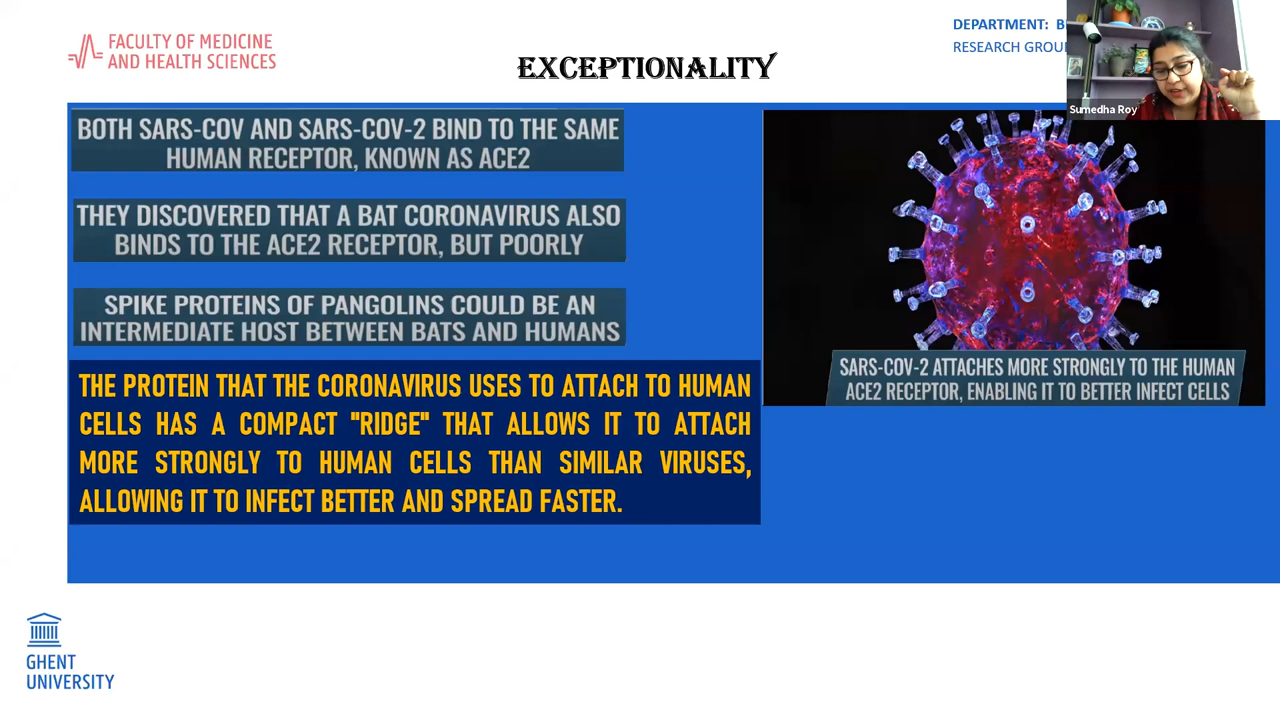 FACULTY OF MEDICINE
AND HEALTH SCIENCES
EXCEPTIONALITY
DEPARTMENT:
RESEARCH
Sumedha Roy
BOTH SARS-COV AND SARS-COV-2 BIND TO THE SAME
HUMAN RECEPTOR, KNOWN AS ACE2
THEY DISCOVERED THAT A BAT CORONAVIRUS ALSO
BINDS TO THE ACE2 RECEPTOR, BUT POORLY
SPIKE PROTEINS OF PANGOLINS COULD BE AN
INTERMEDIATE HOST BETWEEN BATS AND HUMANS
THE PROTEIN THAT THE CORONAVIRUS USES TO ATTACH TO HUMAN
CELLS HAS A COMPACT "RIDGE" THAT ALLOWS IT TO ATTACH
MORE STRONGLY TO HUMAN CELLS THAN SIMILAR VIRUSES,
ALLOWING IT TO INFECT BETTER AND SPREAD FASTER.
SARS-COV-2 ATTACHES MORE STRONGLY TO THE HUMAN
ACE2 RECEPTOR, ENABLING IT TO BETTER INFECT CELLS
GHENT
UNIVERSITY